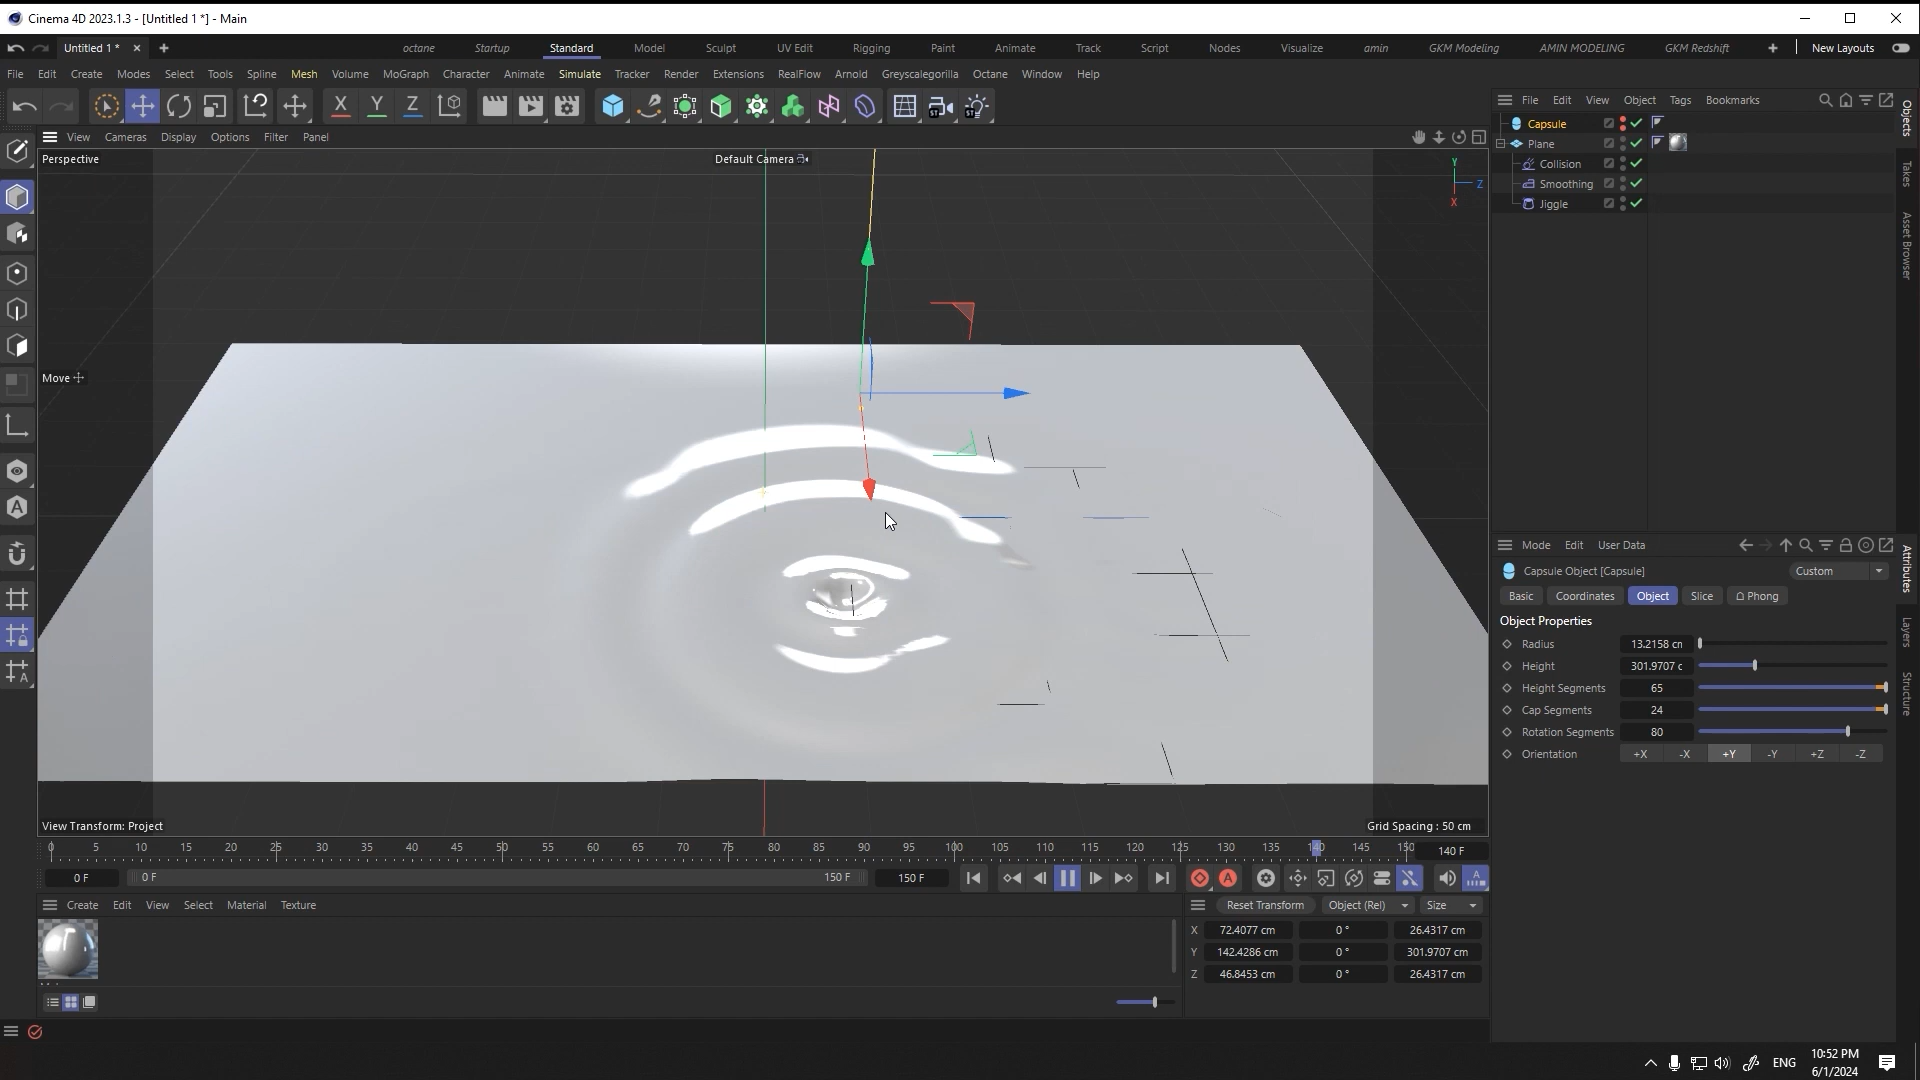 Cinema 4D 2023.1.3 - [Untitled 1 *] - Main
Untitled 1 *
octane Startup Standard Model Sculpt UV Edit Rigging Paint Animate Track Script Nodes Visualize amin GKM Modeling AMIN MODELING GKM Redshift New Layouts
File Edit Create Modes Select Tools Spline Mesh Volume MoGraph Character Animate Simulate Tracker Render Extensions RealFlow Arnold Greyscalegorilla Octane Window Help
X Y Z
View Cameras Display Options Filter Panel
Perspective
Default Camera
Y
Z
X
Move
View Transform: Project
Grid Spacing : 50 cm
0 5 10 15 20 25 30 35 40 45 50 55 60 65 70 75 80 85 90 95 100 105 110 115 120 125 130 135 140 145 150
140 F
0 F
0 F
150 F
150 F
Create Edit View Select Material Texture
Reset Transform Object (Rel) Size
X 72.4077 cm 0 ° 26.4317 cm
Y 142.4286 cm 0 ° 301.9707 cm
Z 46.8453 cm 0 ° 26.4317 cm
File Edit View Object Tags Bookmarks
Capsule
Plane
Collision
Smoothing
Jiggle
Objects
Takes
Asset Browser
Mode Edit User Data
Capsule Object [Capsule]
Custom
Basic Coordinates Object Slice Phong
Object Properties
Radius 13.2158 cn
Height 301.9707 c
Height Segments 65
Cap Segments 24
Rotation Segments 80
Orientation +X -X +Y -Y +Z -Z
Attributes
Layers
Structure
ENG
10:52 PM
6/1/2024